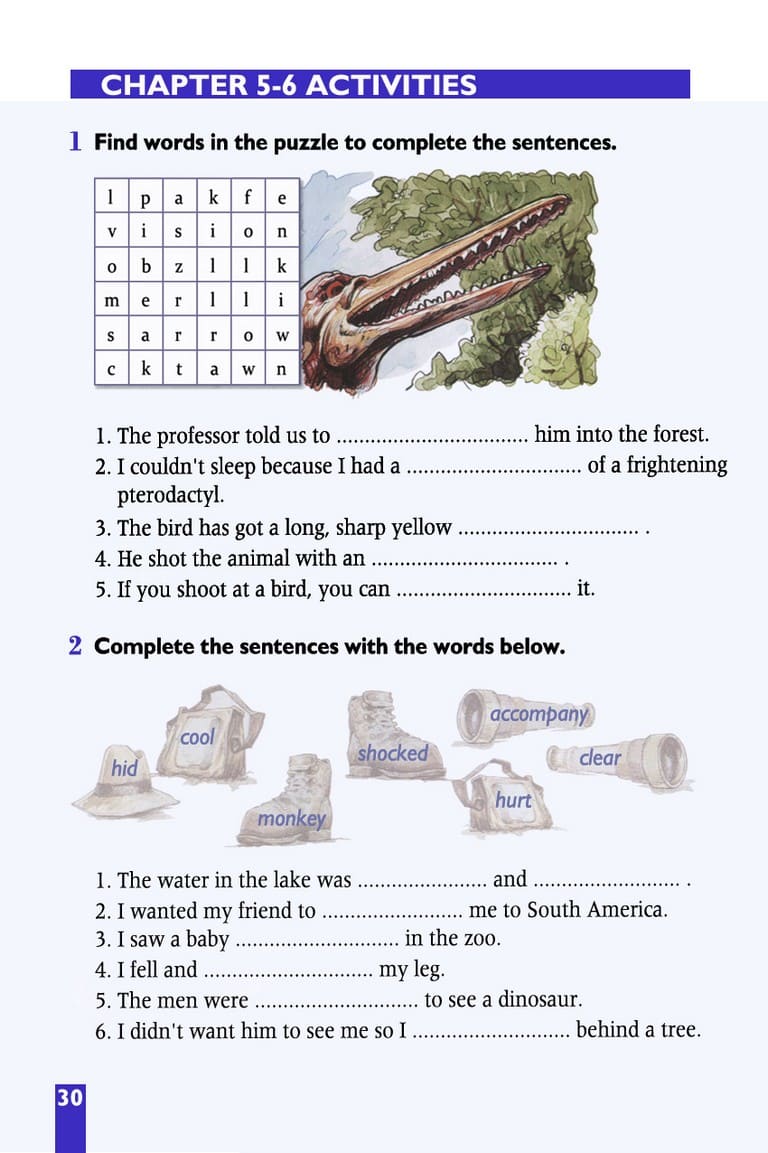 CHAPTER 5-6 ACTIVITIES
1 Find words in the puzzle to complete the sentences.
l p a k f e
v i s i o n
o b z l l k
m e r l l i
s a r r o w
c k t a w n
1. The professor told us to .................................. him into the forest.
2. I couldn't sleep because I had a ............................... of a frightening
pterodactyl.
3. The bird has got a long, sharp yellow ................................ .
4. He shot the animal with an ................................. .
5. If you shoot at a bird, you can ............................... it.
2 Complete the sentences with the words below.
hid cool monkey shocked accompany clear hurt
1. The water in the lake was ....................... and .......................... .
2. I wanted my friend to ......................... me to South America.
3. I saw a baby ............................. in the zoo.
4. I fell and .............................. my leg.
5. The men were ............................. to see a dinosaur.
6. I didn't want him to see me so I ............................ behind a tree.
30